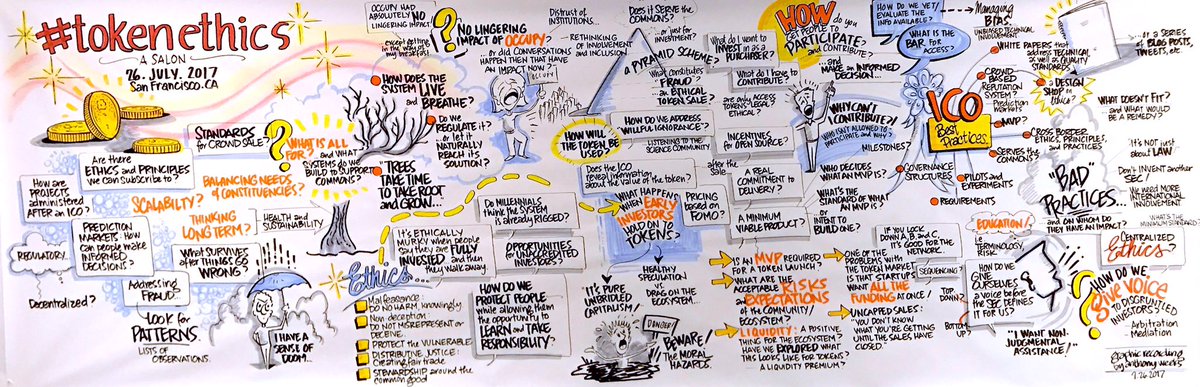 #tokenethics
A SALON
26. JULY. 2017
San Francisco.CA
STANDARDS
for CROWDSALE?
Are there
ETHICS and PRINCIPLES
we can subscribe to?
How are
PROJECTS
administered
AFTER an ICO?
SCALABILTY?
WHAT IS ALL
FOR? and WHAT
SYSTEMS do we
BUILD to SUPPORT
COMMONS?
BALANCING NEEDS
of CONSTITUENCIES?
THINKING
LONG TERM?
HEALTH and
SUSTAINABILITY
PREDICTION
MARKETS: How
can people make
INFORMED
DECISIONS?
REGULATORY...
Decentralized?
WHAT SURVIVES
after THINGS GO
WRONG?
Addressing
FRAUD...
Look for
PATTERNS.
LISTS OF
OBSERVATIONS.
I HAVE A
SENSE OF
DOOM...
OCCUPY HAD
ABSOLUTELY NO
LINGERING IMPACT
except getting
in the way of
my breakfast.
NO LINGERING
IMPACT OF OCCUPY?
or did CONVERSATIONS
HAPPEN THEN THAT HAVE
AN IMPACT NOW?
OCCUPY
DISTRUST of
INSTITUTIONS...
RETHINKING OF
INVOLVEMENT
and INCLUSION
HOW DOES THE
SYSTEM LIVE
and BREATHE?
Do we
REGULATE it?
or let it
NATURALLY
REACH ITS
SOLUTION?
"TREES
TAKE TIME
TO TAKE ROOT
and GROW...
Do MILLENNIALS
THINK the SYSTEM
is already RIGGED?
IT'S ETHICALLY
MURKY WHEN people
say they are FULLY
INVESTED and then
they WALK away.
OPPORTUNITIES
for UNACCREDITED
INVESTORS?
Ethics...
Malfeasance
DO NO HARM, knowingly
Non deception
DO NOT MISREPRESENT or
DECEIVE.
PROTECT the VULNERABLE
DISTRIBUTIVE JUSTICE:
Creating fair trade
STEWARDSHIP around the
common good
HOW DO WE
PROTECT PEOPLE
while ALLOWING THEM
the OPPORTUNITY to
LEARN and TAKE
RESPONSIBILITY?
Does it SERVE the
COMMONS?
... or just for
INVESTMENT?
a PYRAMID SCHEME?
What constitutes
"FRAUD"
... an
ETHICAL
TOKEN SALE?
HOW WILL
the TOKEN
BE USED?
HOW do we ADDRESS
WILLFUL IGNORANCE?
LISTENING to the
SCIENCE COMMUNITY
Does the ICO
reveal INFORMATION
about the VALUE of the TOKEN?
WHAT HAPPENS
WHEN EARLY
INVESTORS
HOLD ON TO
TOKENS?
PRICING
based on
FOMO?
HEALTHY
SPECULATION
vs
DRAG ON the
ECOSYSTEM...
IT'S PURE
UNBRIDLED
CAPITALISM!
DANGER!
BEWARE!
THE MORAL
HAZARDS.
What do I want
to INVEST in as a
PURCHASER?
What do I have to
CONTRIBUTE?
are only ACCESS
TOKENS LEGAL?
ETHICAL?
INCENTIVES
for OPEN SOURCE?
after the
sale
A REAL
COMMITMENT to
DELIVERY?
A MINIMUM
VIABLE PRODUCT?
HOW do you
GET PEOPLE TO
PARTICIPATE?
and CONTRIBUTE?
and MAKE an INFORMED
DECISION...
WHY CAN'T
I CONTRIBUTE?!
WHO ISN'T ALLOWED to
PARTICIPATE and WHY?
MILESTONES?
WHO DECIDES
WHAT AN MVP IS?
WHAT'S THE
STANDARD OF WHAT
AN MVP IS?
or
INTENT to
BUILD ONE?
IS AN MVP REQUIRED
FOR A TOKEN LAUNCH?
WHAT ARE THE
ACCEPTABLE RISKS
and EXPECTATIONS
of the COMMUNITY/
ECOSYSTEM?
LIQUIDITY: A POSITIVE
THING FOR THE ECOSYSTEM?
HAVE WE EXPLORED WHAT
THIS LOOKS LIKE FOR TOKENS?
A LIQUIDITY PREMIUM?
ONE OF THE
PROBLEMS with
the TOKEN MARKET
is THAT STARTUPS
WANT ALL THE
FUNDING AT ONCE!
UNCAPPED SALES:
"YOU DON'T KNOW
WHAT YOU'RE GETTING
UNTIL THE SALES HAVE
CLOSED.
HOW DO WE VET/
EVALUATE THE
INFO AVAILABLE?
WHAT IS THE
BAR FOR
ACCESS?
ICO
Best
Practices.
Managing
BIAS.
UNBIASED TECHNICAL
INVOLVEMENT
WHITE PAPERS that
ADDRESS TECHNICAL
as well as QUALITY
STANDARDS
or a SERIES of
BLOG POSTS,
TWEETS, etc.
CROWD
BASED
REPUTATION
SYSTEM?
Prediction
markets
MVP?
SERVES the
COMMONS
a DESIGN
SHOP for
Ethics?
CROSS BORDER
ETHICS, PRINCIPLES,
and PRACTICES?
GOVERNANCE
STRUCTURES
PILOTS and
EXPERIMENTS
REQUIREMENTS
IF YOU LOCK
DOWN A, B and C
IT'S GOOD FOR the
NETWORK.
SEQUENCING?
TOP
DOWN?
BOTTOM
UP?
EDUCATION!
i.e.
TERMINOLOGY
RISK
HOW DO WE
GIVE
OURSELVES
a VOICE before
the SEC DEFINES
IT FOR US?
"I WANT NON-
JUDGMENTAL
ASSISTANCE!"
WHAT DOESN'T FIT?
and WHAT WOULD
BE A REMEDY?
"BAD"
PRACTICES...
and ON WHOM DO
THEY HAVE an IMPACT?
IT'S NOT just
about LAW
DON'T INVENT another
SEC!
WE NEED MORE
INTERNATIONAL
INVOLVEMENT
WHAT'S the
MINIMUM STANDARD?
CENTRALIZED
Ethics...
HOW DO WE
give VOICE
to DISGRUNTLED
INVESTORS?
Arbitration
Mediation
graphic recording
by anthony weeks
7.26.2017